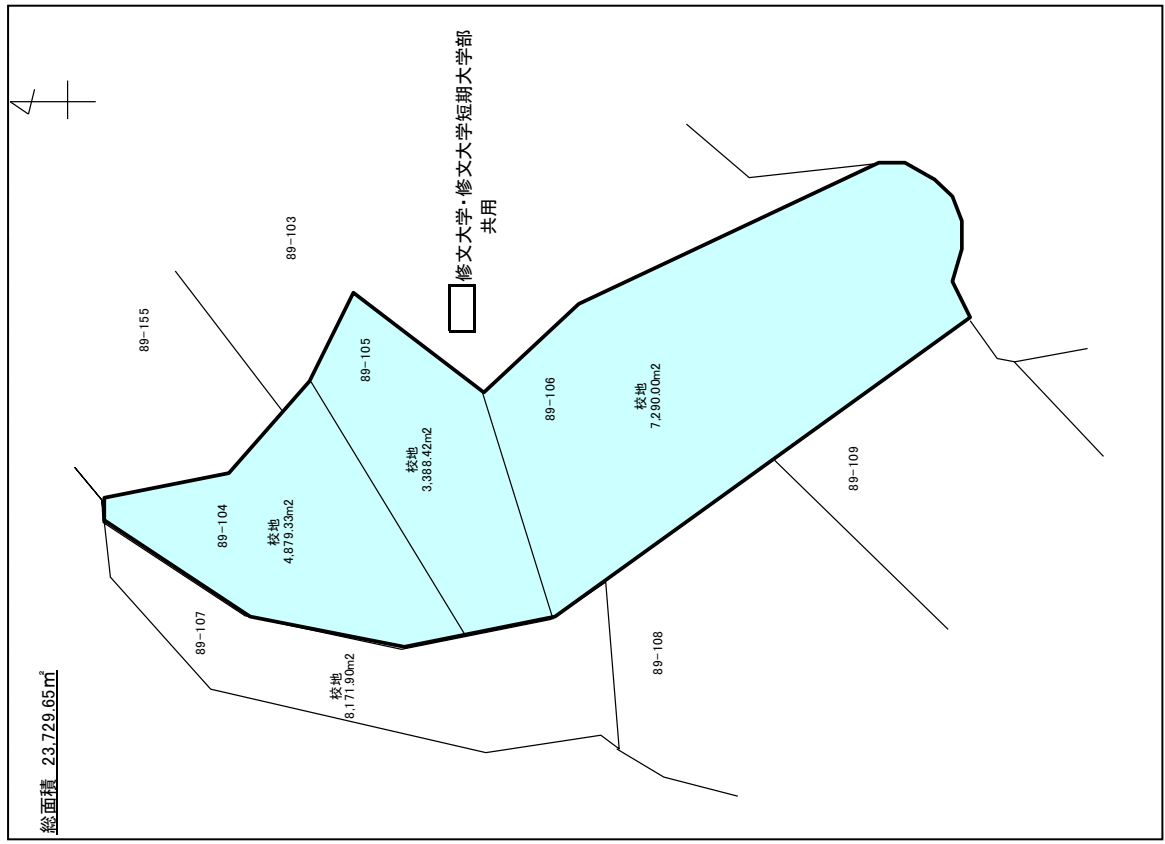 総面積 23,729.65㎡
89-107
校地
8,171.90m2
89-108
89-104
校地
4,879.33m2
89-155
89-103
89-105
校地
3,388.42m2
修文大学・修文大学短期大学部
共用
89-106
校地
7,290.00m2
89-109